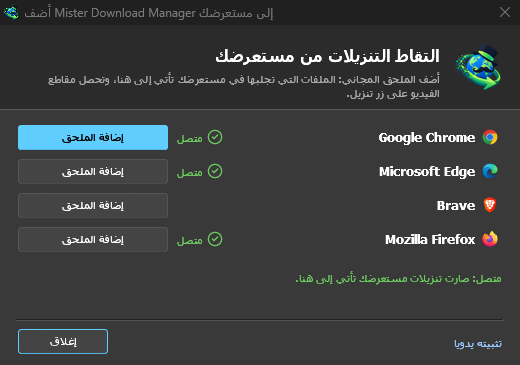 أضف Mister Download Manager إلى مستعرضك
التقاط التنزيلات من مستعرضك
أضف الملحق المجاني: الملفات التي تجلبها في مستعرضك تأتي إلى هنا، وتحصل مقاطع
الفيديو على زر تنزيل.
Google Chrome متصل إضافة الملحق
Microsoft Edge متصل إضافة الملحق
Brave إضافة الملحق
Mozilla Firefox متصل إضافة الملحق
متصل: صارت تنزيلات مستعرضك تأتي إلى هنا.
تثبيته يدويا إغلاق